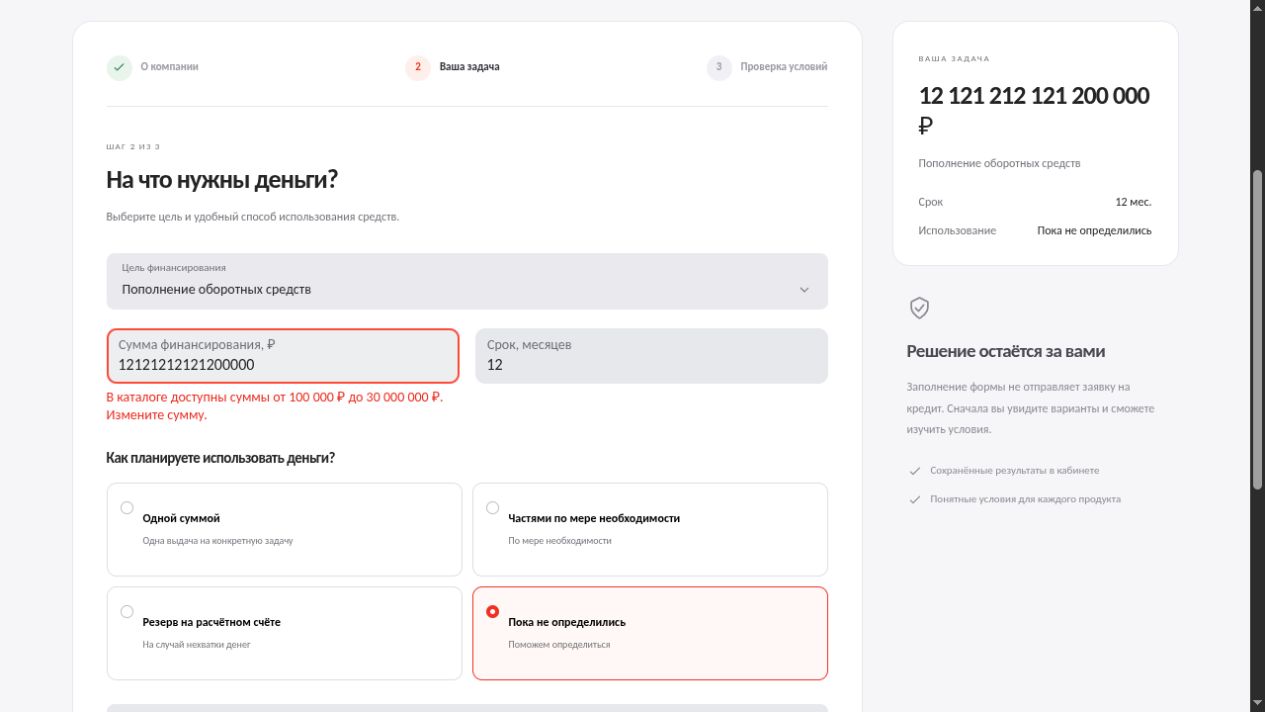 О компании
2 Ваша задача
3 Проверка условий
ШАГ 2 ИЗ 3
На что нужны деньги?
Выберите цель и удобный способ использования средств.
Цель финансирования
Пополнение оборотных средств
Сумма финансирования, ₽
12121212121200000
Срок, месяцев
12
В каталоге доступны суммы от 100 000 ₽ до 30 000 000 ₽.
Измените сумму.
Как планируете использовать деньги?
Одной суммой
Одна выдача на конкретную задачу
Частями по мере необходимости
По мере необходимости
Резерв на расчётном счёте
На случай нехватки денег
Пока не определились
Поможем определиться
ВАША ЗАДАЧА
12 121 212 121 200 000
₽
Пополнение оборотных средств
Срок 12 мес.
Использование Пока не определились
Решение остаётся за вами
Заполнение формы не отправляет заявку на
кредит. Сначала вы увидите варианты и сможете
изучить условия.
Сохранённые результаты в кабинете
Понятные условия для каждого продукта